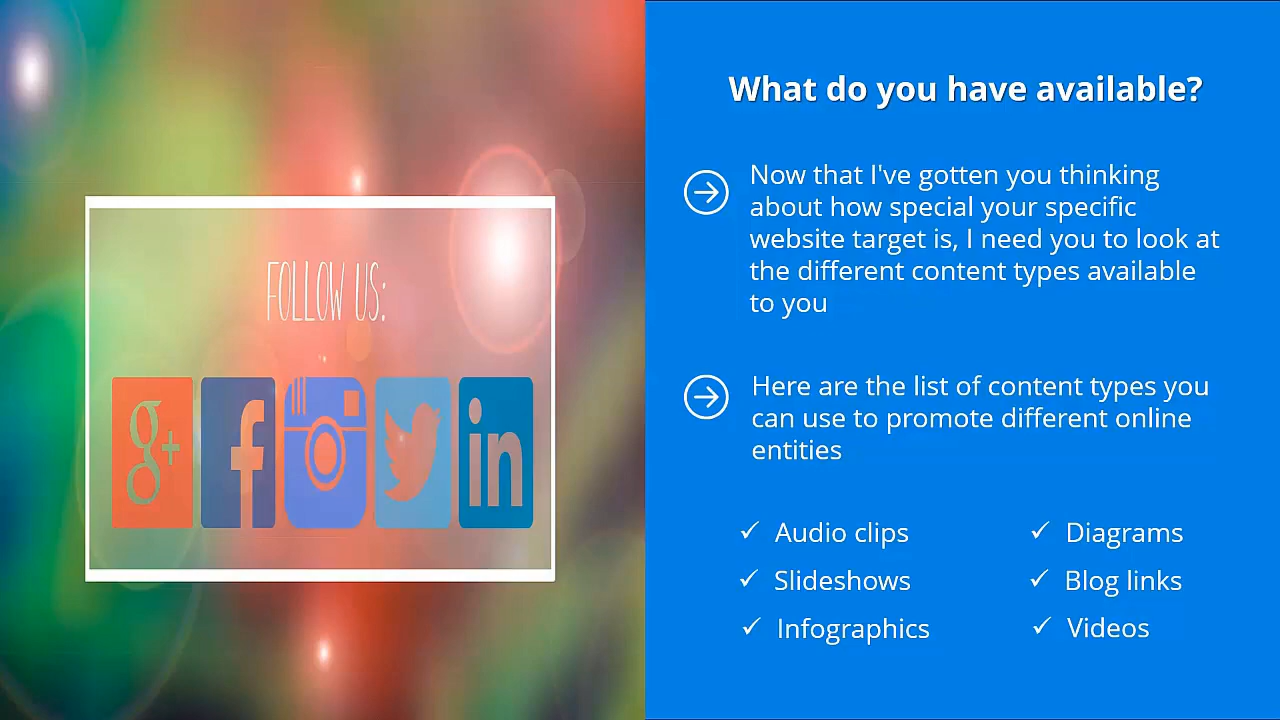 FOLLOW US:
g+
f
in
What do you have available?
Now that I've gotten you thinking
about how special your specific
website target is, I need you to look at
the different content types available
to you
Here are the list of content types you
can use to promote different online
entities
✓ Audio clips
✓ Diagrams
✓ Slideshows
✓ Blog links
✓ Infographics
✓ Videos